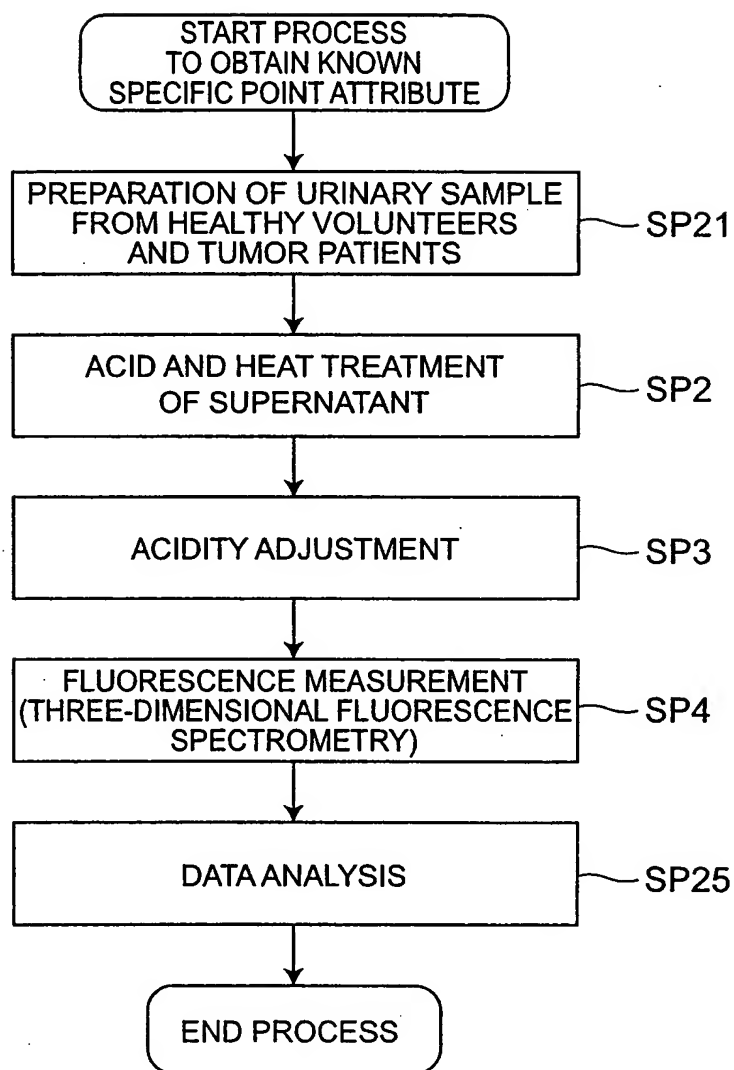 START PROCESS
TO OBTAIN KNOWN
SPECIFIC POINT ATTRIBUTE
PREPARATION OF URINARY SAMPLE
FROM HEALTHY VOLUNTEERS
AND TUMOR PATIENTS
SP21
ACID AND HEAT TREATMENT
OF SUPERNATANT
SP2
ACIDITY ADJUSTMENT
SP3
FLUORESCENCE MEASUREMENT
(THREE-DIMENSIONAL FLUORESCENCE
SPECTROMETRY)
SP4
DATA ANALYSIS
SP25
END PROCESS